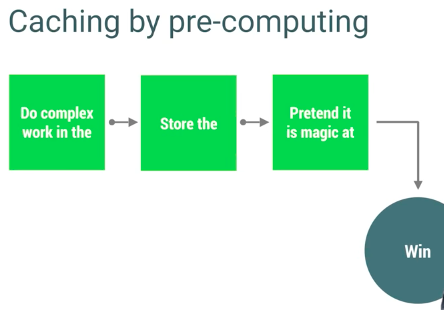 Caching by pre-computing
Do complex
work in the
Store the
Pretend it
is magic at
Win